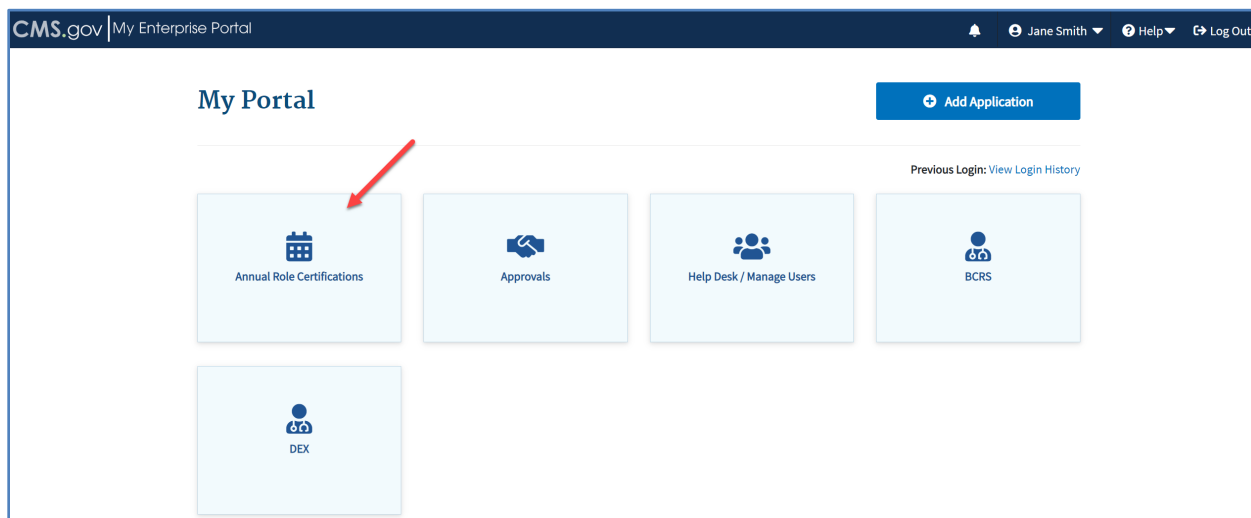 CMS.gov My Enterprise Portal
Jane Smith Help Log Out
My Portal
Add Application
Previous Login: View Login History
Annual Role Certifications
Approvals
Help Desk / Manage Users
BCRS
DEX